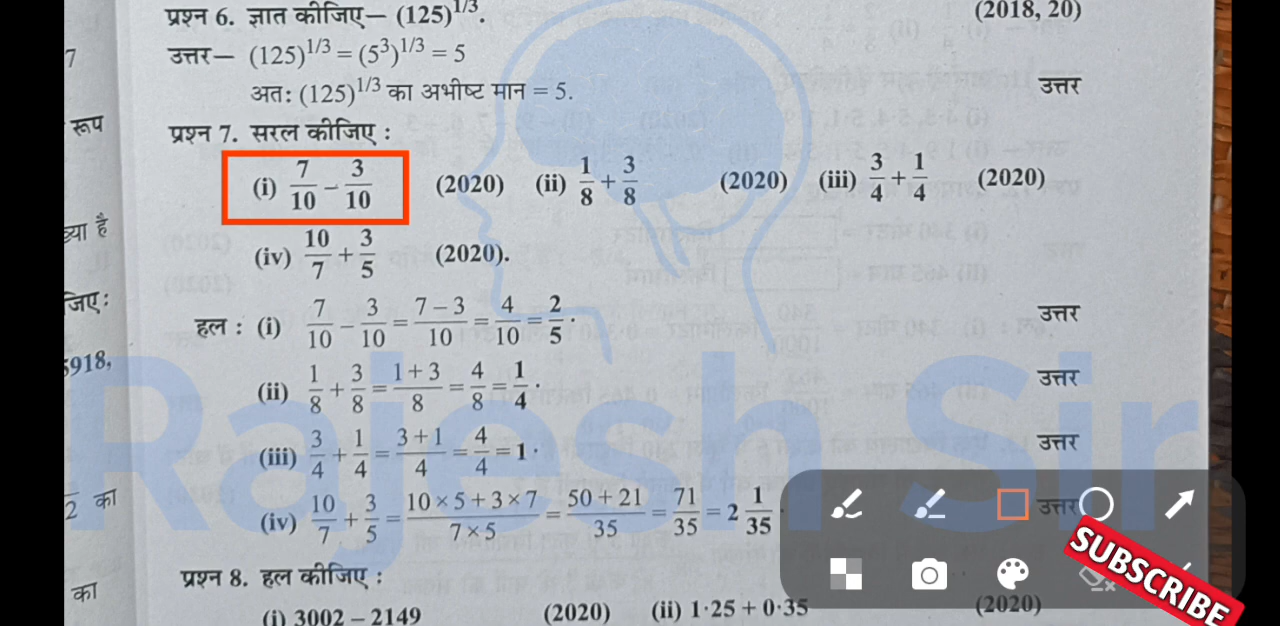 प्रश्न 6. ज्ञात कीजिए— (125)^1/3. (2018, 20)
उत्तर— (125)^1/3 = (5^3)^1/3 = 5
अतः (125)^1/3 का अभीष्ट मान = 5. उत्तर
प्रश्न 7. सरल कीजिए :
(i) 7/10 − 3/10 (2020) (ii) 1/8 + 3/8 (2020) (iii) 3/4 + 1/4 (2020)
(iv) 10/7 + 3/5 (2020).
हल : (i) 7/10 − 3/10 = 7 − 3/10 = 4/10 = 2/5. उत्तर
(ii) 1/8 + 3/8 = 1 + 3/8 = 4/8 = 1/4. उत्तर
(iii) 3/4 + 1/4 = 3 + 1/4 = 4/4 = 1. उत्तर
(iv) 10/7 + 3/5 = 10 × 5 + 3 × 7/7 × 5 = 50 + 21/35 = 71/35 = 2 1/35 उत्तर
प्रश्न 8. हल कीजिए :
(i) 3002 − 2149 (2020) (ii) 1·25 + 0·35 (2020)
7
रूप
है
जिए:
5918,
2 का
का
Rajesh Sir
SUBSCRIBE